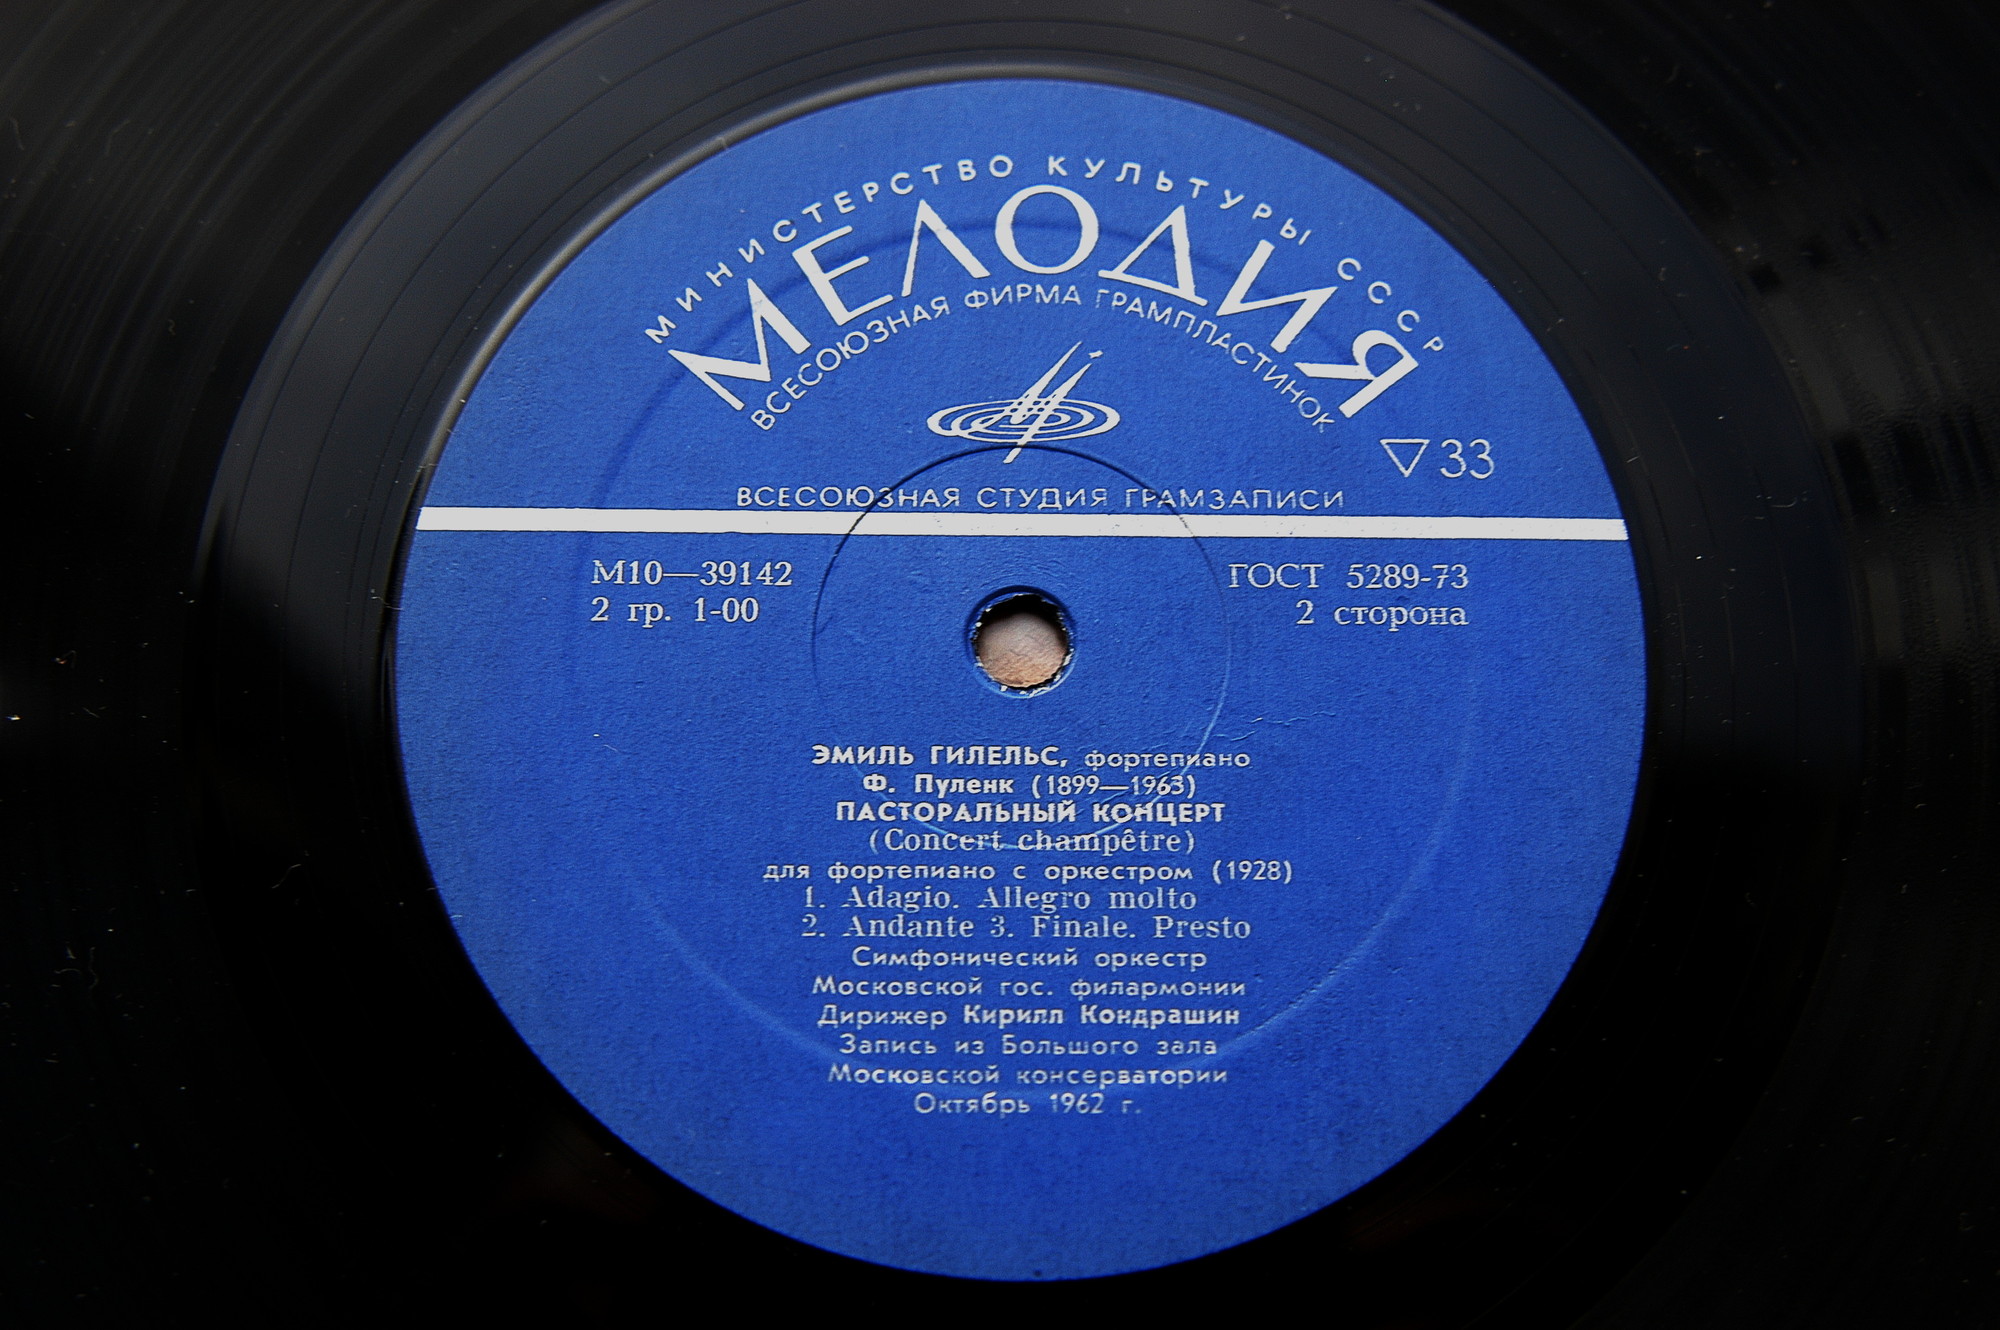 МИНИСТЕРСТВО КУЛЬТУРЫ СССР
МЕЛОДИЯ
ВСЕСОЮЗНАЯ ФИРМА ГРАМПЛАСТИНОК
▽33
ВСЕСОЮЗНАЯ СТУДИЯ ГРАМЗАПИСИ
М10—39142
ГОСТ 5289-73
2 гр. 1-00
2 сторона
ЭМИЛЬ ГИЛЕЛЬС, фортепиано
Ф. Пуленк (1899—1963)
ПАСТОРАЛЬНЫЙ КОНЦЕРТ
(Concert champêtre)
для фортепиано с оркестром (1928)
1. Adagio. Allegro molto
2. Andante 3. Finale. Presto
Симфонический оркестр
Московской гос. филармонии
Дирижер Кирилл Кондрашин
Запись из Большого зала
Московской консерватории
Октябрь 1962 г.